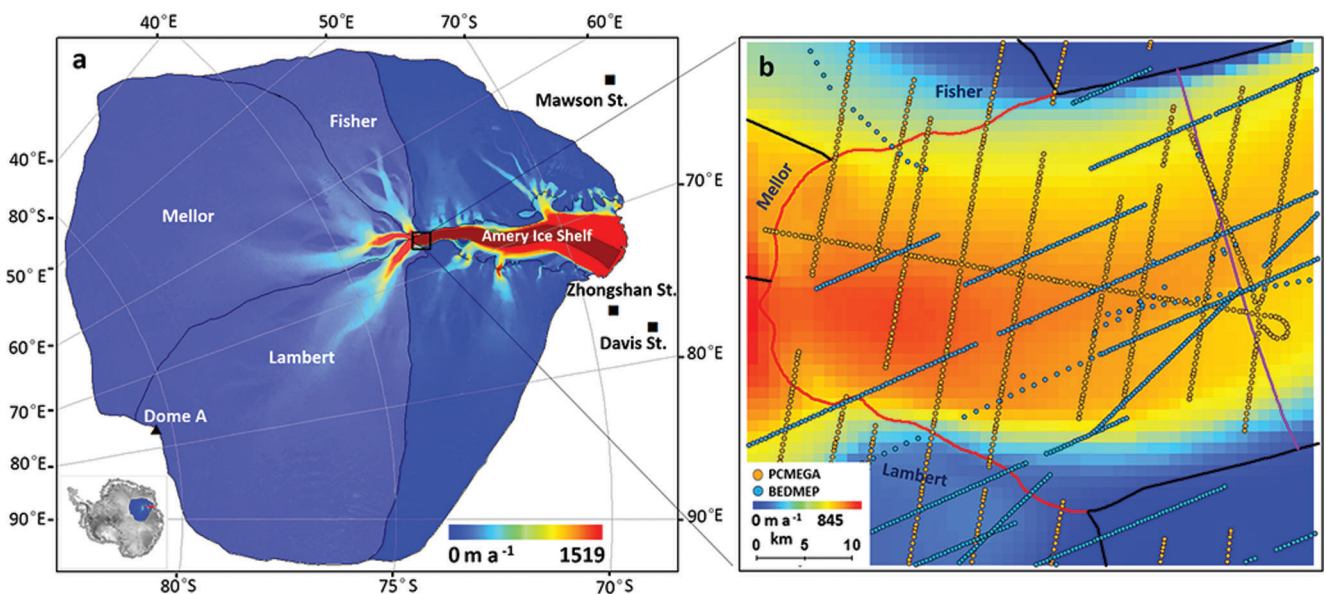 40°E
50°E
70°S
60°E
a
Mawson St.
Fisher
40°E
70°E
Mellor
80°S
Amery Ice Shelf
50°E
Zhongshan St.
60°E
Lambert
Davis St.
80°E
70°E
Dome A
80°E
90°E
0 m a⁻¹ 1519
90°E
80°S
75°S
70°S
b
Fisher
Mellor
Lambert
PCMEGA
BEDMEP
0 m a⁻¹ 845
km
0 5 10